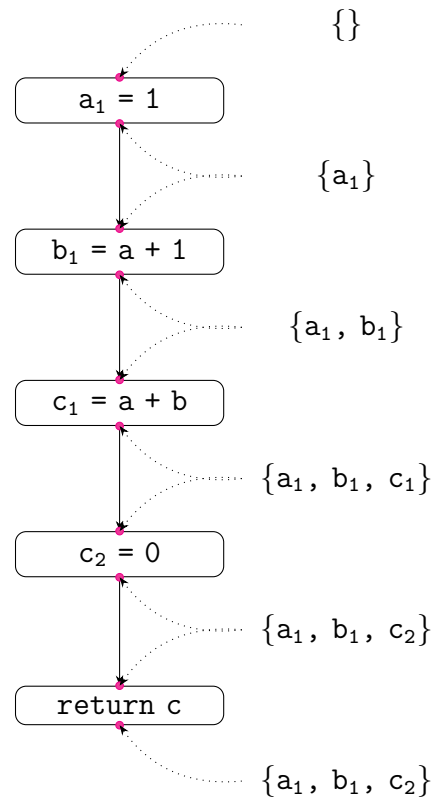 {}
a₁ = 1
{a₁}
b₁ = a + 1
{a₁, b₁}
c₁ = a + b
{a₁, b₁, c₁}
c₂ = 0
{a₁, b₁, c₂}
return c
{a₁, b₁, c₂}